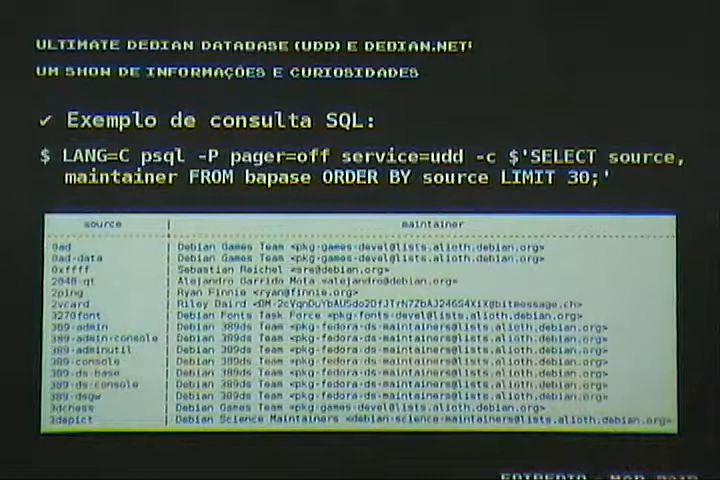 ULTIMATE DEBIAN DATABASE (UDD) E DEBIAN.NET:
UM SHOW DE INFORMAÇÕES E CURIOSIDADES
✔ Exemplo de consulta SQL:
$ LANG=C psql -P pager=off service=udd -c $'SELECT source,
maintainer FROM bapase ORDER BY source LIMIT 30;'
source | maintainer
0ad | Debian Games Team <pkg-games-devel@lists.alioth.debian.org>
0ad-data | Debian Games Team <pkg-games-devel@lists.alioth.debian.org>
0xffff | Sebastian Reichel <sre@debian.org>
2048-qt | Alejandro Garrido Mota <alejandro@debian.org>
2ping | Ryan Finnie <ryan@finnie.org>
2vcard | Riley Baird
3270font | Debian Fonts Task Force <pkg-fonts-devel@lists.alioth.debian.org>
389-admin | Debian 389ds Team <pkg-fedora-ds-maintainers@lists.alioth.debian.org>
389-admin-console | Debian 389ds Team <pkg-fedora-ds-maintainers@lists.alioth.debian.org>
389-adminutil | Debian 389ds Team <pkg-fedora-ds-maintainers@lists.alioth.debian.org>
389-console | Debian 389ds Team <pkg-fedora-ds-maintainers@lists.alioth.debian.org>
389-ds-base | Debian 389ds Team <pkg-fedora-ds-maintainers@lists.alioth.debian.org>
389-ds-console | Debian 389ds Team <pkg-fedora-ds-maintainers@lists.alioth.debian.org>
389-dsgw | Debian 389ds Team <pkg-fedora-ds-maintainers@lists.alioth.debian.org>
3dchess | Debian Games Team <pkg-games-devel@lists.alioth.debian.org>
3depict | Debian Science Maintainers <debian-science-maintainers@lists.alioth.debian.org>